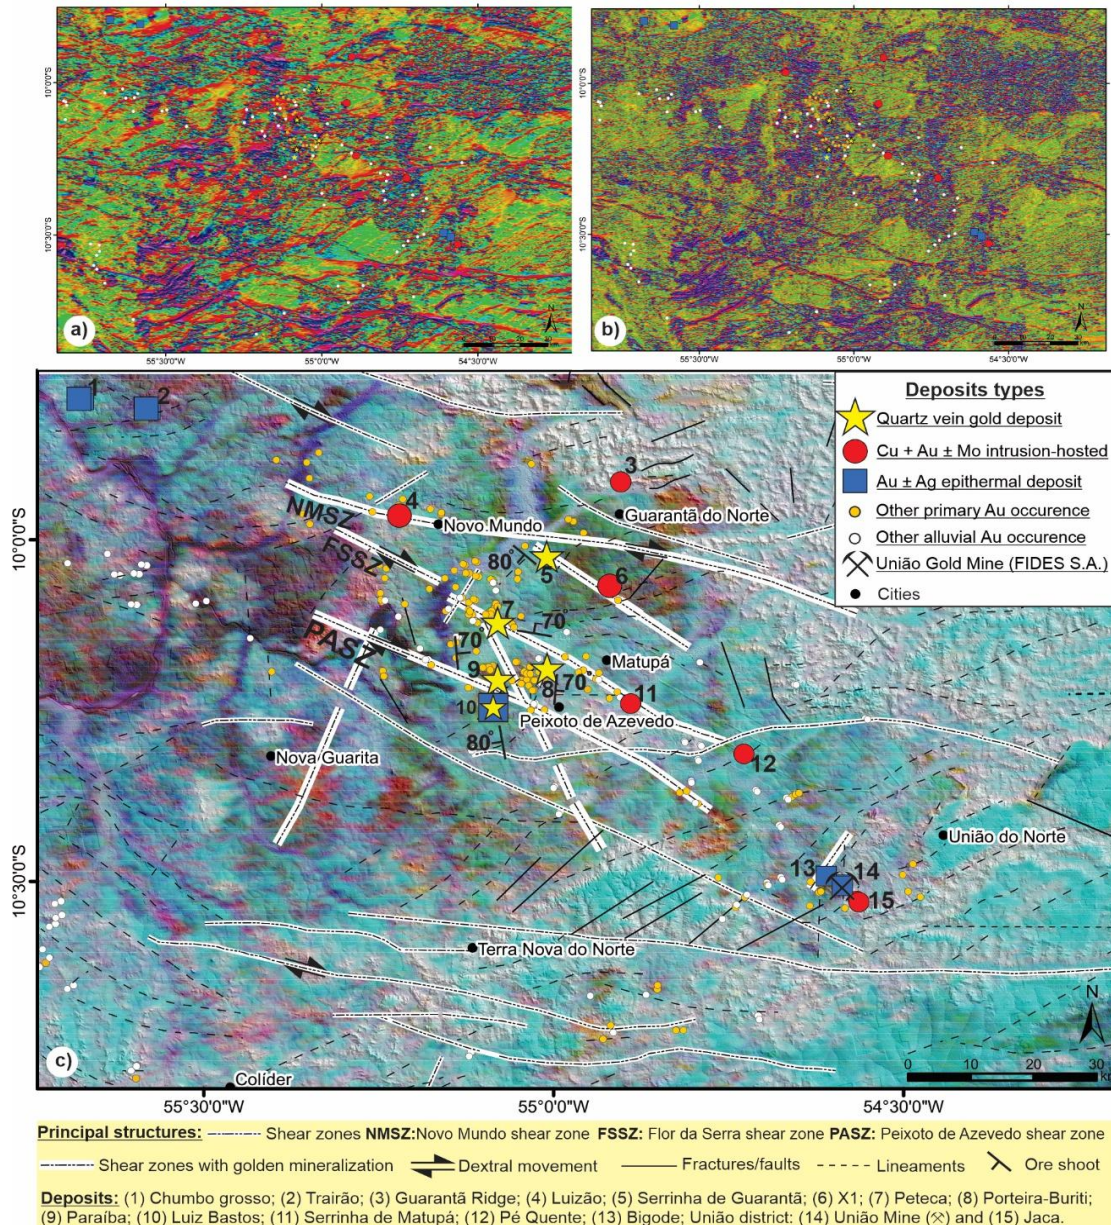 10°0'0"S
10°30'0"S
a)
N
55°30'0"W 55°0'0"W 54°30'0"W
10°0'0"S
10°30'0"S
b)
N
55°30'0"W 55°0'0"W 54°30'0"W
Deposits types
Quartz vein gold deposit
Cu + Au ± Mo intrusion-hosted
Au ± Ag epithermal deposit
Other primary Au occurence
Other alluvial Au occurence
União Gold Mine (FIDES S.A.)
Cities
1
2
3
4
NMSZ
Novo Mundo
Guarantã do Norte
10°0'0"S
FSSZ
80°
5
6
7
70°
PASZ
70
Matupá
9
8
70
11
10
Peixoto de Azevedo
80°
Nova Guarita
12
União do Norte
13
14
15
10°30'0"S
Terra Nova do Norte
N
0 10 20 30
c)
Colíder
55°30'0"W 55°0'0"W 54°30'0"W
Principal structures: Shear zones NMSZ:Novo Mundo shear zone FSSZ: Flor da Serra shear zone PASZ: Peixoto de Azevedo shear zone
Shear zones with golden mineralization Dextral movement Fractures/faults Lineaments Ore shoot
Deposits: (1) Chumbo grosso; (2) Trairão; (3) Guarantã Ridge; (4) Luizão; (5) Serrinha de Guarantã; (6) X1; (7) Peteca; (8) Porteira-Buriti;
(9) Paraíba; (10) Luiz Bastos; (11) Serrinha de Matupá; (12) Pé Quente; (13) Bigode; União district: (14) União Mine (⚒) and (15) Jaca.